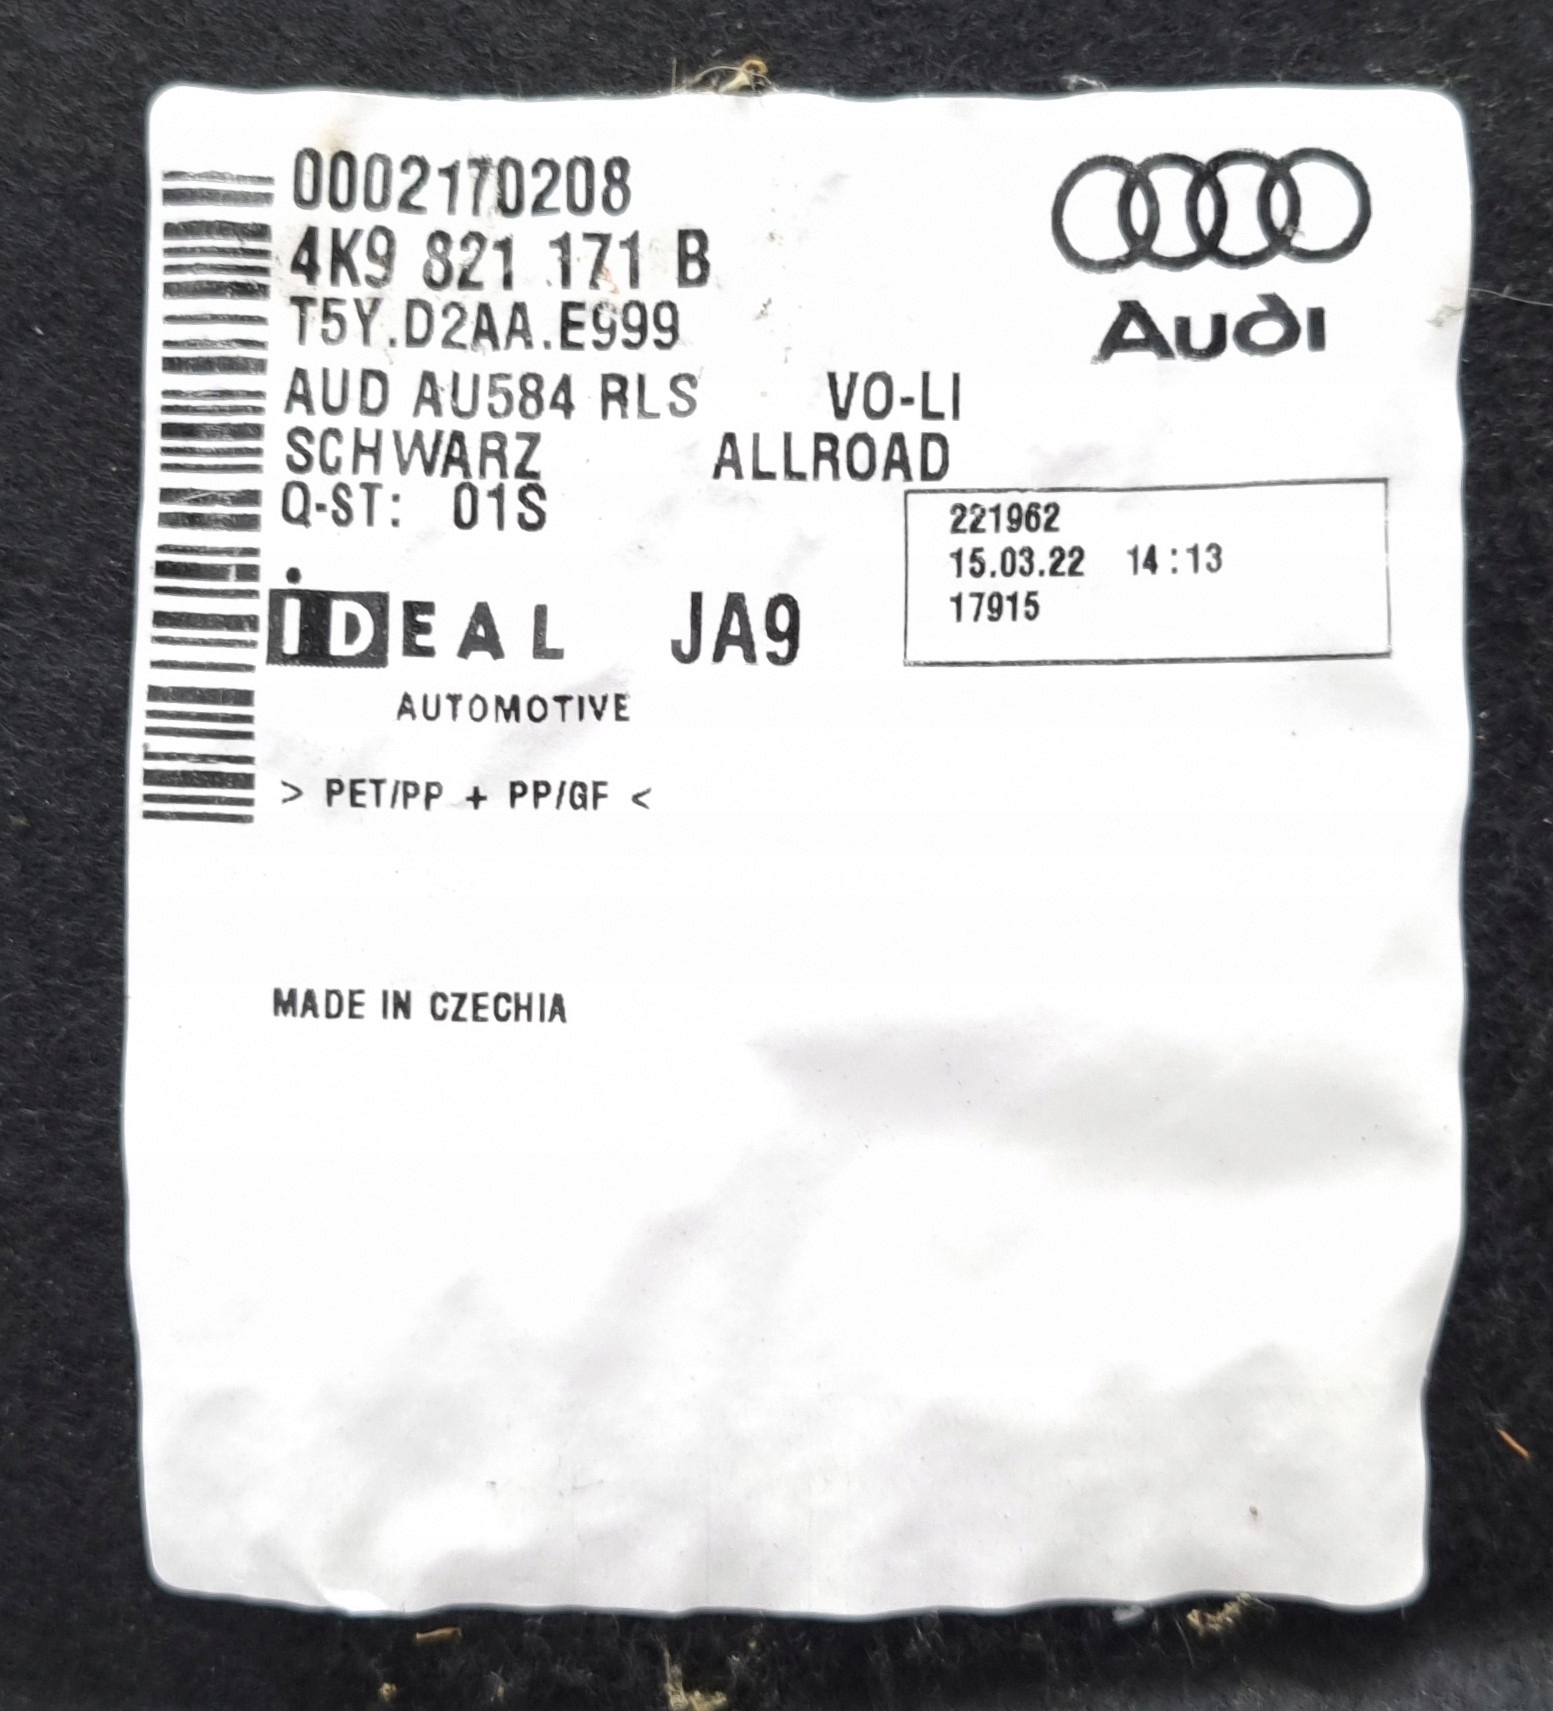 0002170208
4K9 821 171 B
T5Y.D2AA.E999
Audi
AUD AU584 RLS VO-LI
SCHWARZ ALLROAD
Q-ST: 01S
221962
15.03.22 14:13
17915
iDEAL JA9
AUTOMOTIVE
> PET/PP + PP/GF <
MADE IN CZECHIA